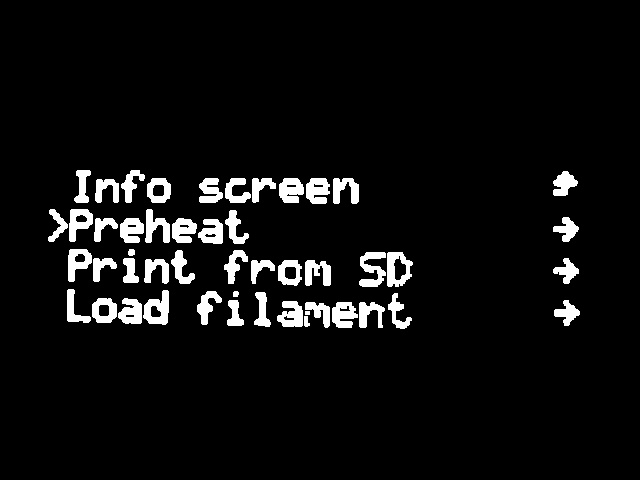 Info screen ↱
>Preheat →
Print from SD →
Load filament →